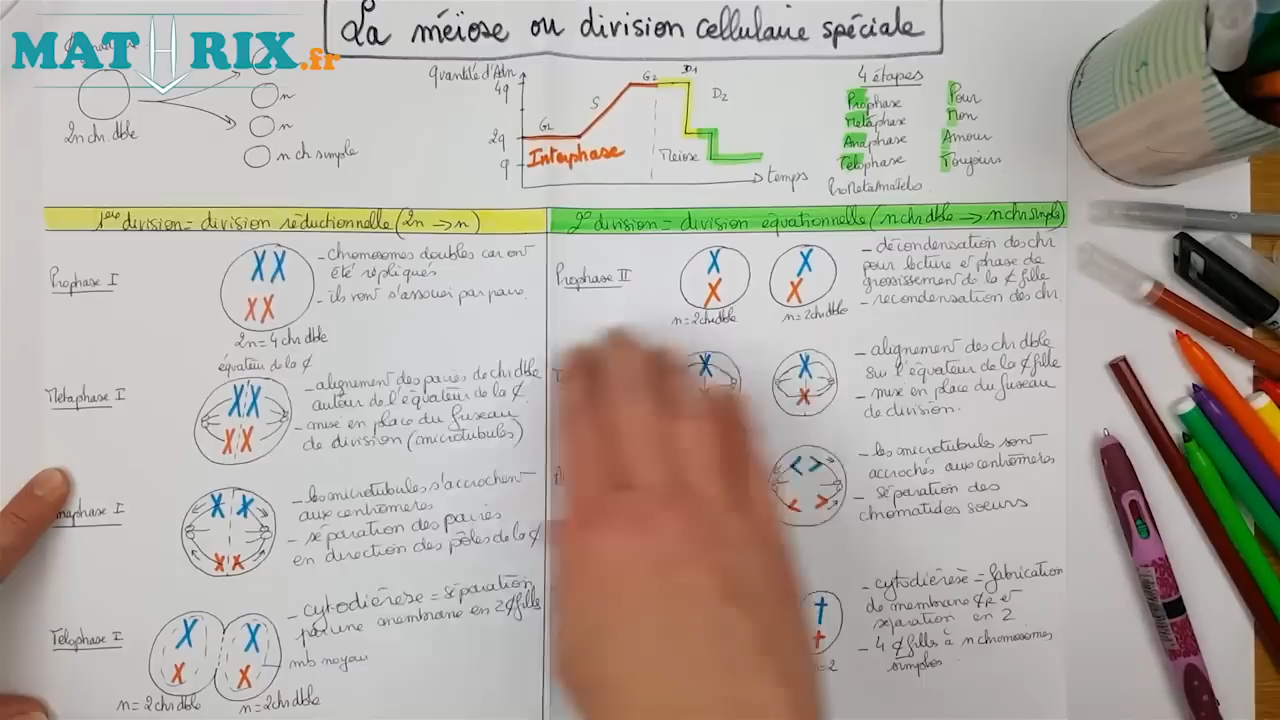 La méiose ou division cellulaire spéciale
MATHRIX.fr
2n ch dble
n
n
n ch simple
quantité d'Adn
4q
2q
q
G1
S
G2
D1
D2
Interphase
Meiose
temps
4 étapes
Prophase
Métaphase
Anaphase
Télophase
ProMetaAnaTelo
Pour
Mon
Amour
Toujours
1ère division = division réductionnelle (2n → n)
Prophase I
2n = 4 chr dble
- chromosomes doubles car ont
été répliqués
- ils vont s'associer par paire.
équateur de la ¢
Métaphase I
- alignement des paires de chr dble
autour de l'équateur de la ¢.
- mise en place du fuseau
de division (microtubules)
Anaphase I
- les microtubules s'accrochent
aux centromères
- séparation des paires
en direction des pôles de la ¢
Télophase I
- cytodiérèse = séparation
par une membrane en 2 ¢ filles
mb noyau
n = 2 chr dble
n = 2 chr dble
2e division = division équationnelle (n chr dble → n chr simple)
Prophase II
n = 2 chr dble
n = 2 chr dble
- décondensation des chr
pour lecture et phase de
grossissement de la ¢ fille
- recondensation des chr
- alignement des chr dble
sur l'équateur de la ¢ fille
- mise en place du fuseau
de division.
- les microtubules sont
accrochés aux centromères
- séparation des
chromatides soeurs
- cytodiérèse = fabrication
de membrane ¢R et
séparation en 2
- 4 ¢ filles à n chromosomes
simples.